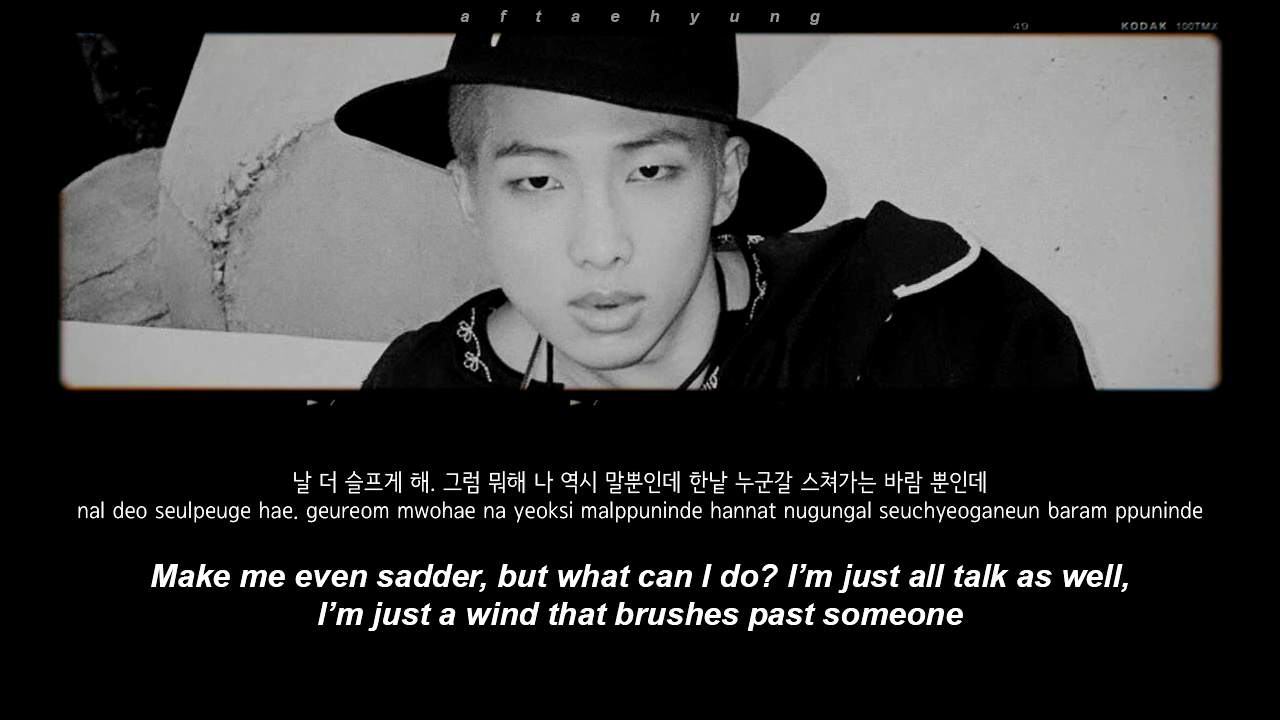 a f t a e h y u n g
49 KODAK 100TMX
날 더 슬프게 해. 그럼 뭐해 나 역시 말뿐인데 한낱 누군갈 스쳐가는 바람 뿐인데
nal deo seulpeuge hae. geureom mwohae na yeoksi malppuninde hannat nugungal seuchyeoganeun baram ppuninde
Make me even sadder, but what can I do? I’m just all talk as well,
I’m just a wind that brushes past someone